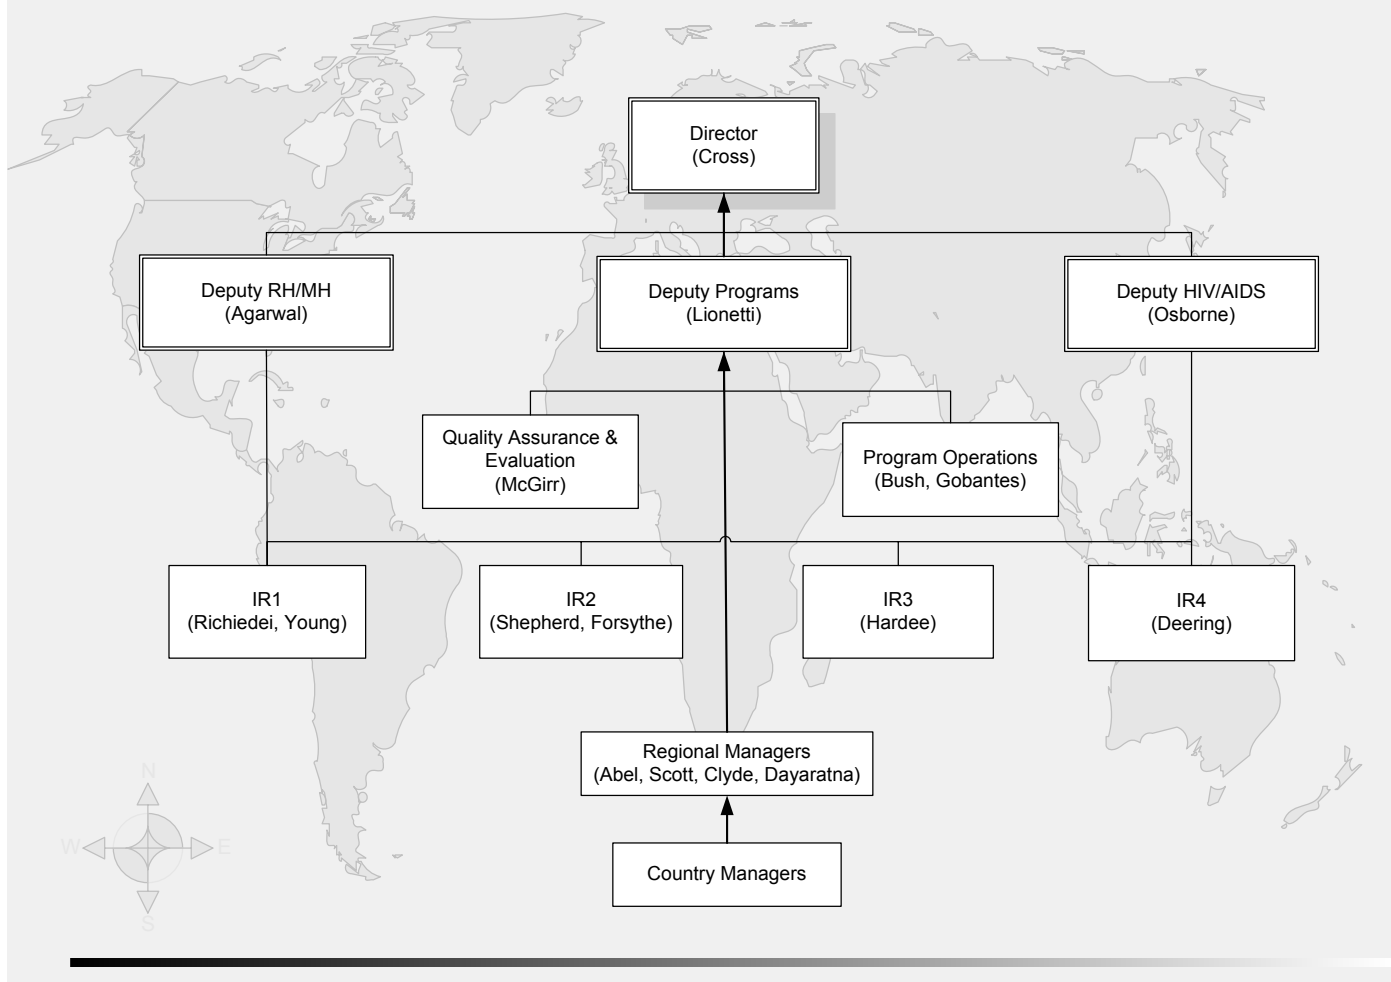 Director
(Cross)
Deputy RH/MH
(Agarwal)
Deputy Programs
(Lionetti)
Deputy HIV/AIDS
(Osborne)
Quality Assurance &
Evaluation
(McGirr)
Program Operations
(Bush, Gobantes)
IR1
(Richiedei, Young)
IR2
(Shepherd, Forsythe)
IR3
(Hardee)
IR4
(Deering)
Regional Managers
(Abel, Scott, Clyde, Dayaratna)
Country Managers
N
W
E
S